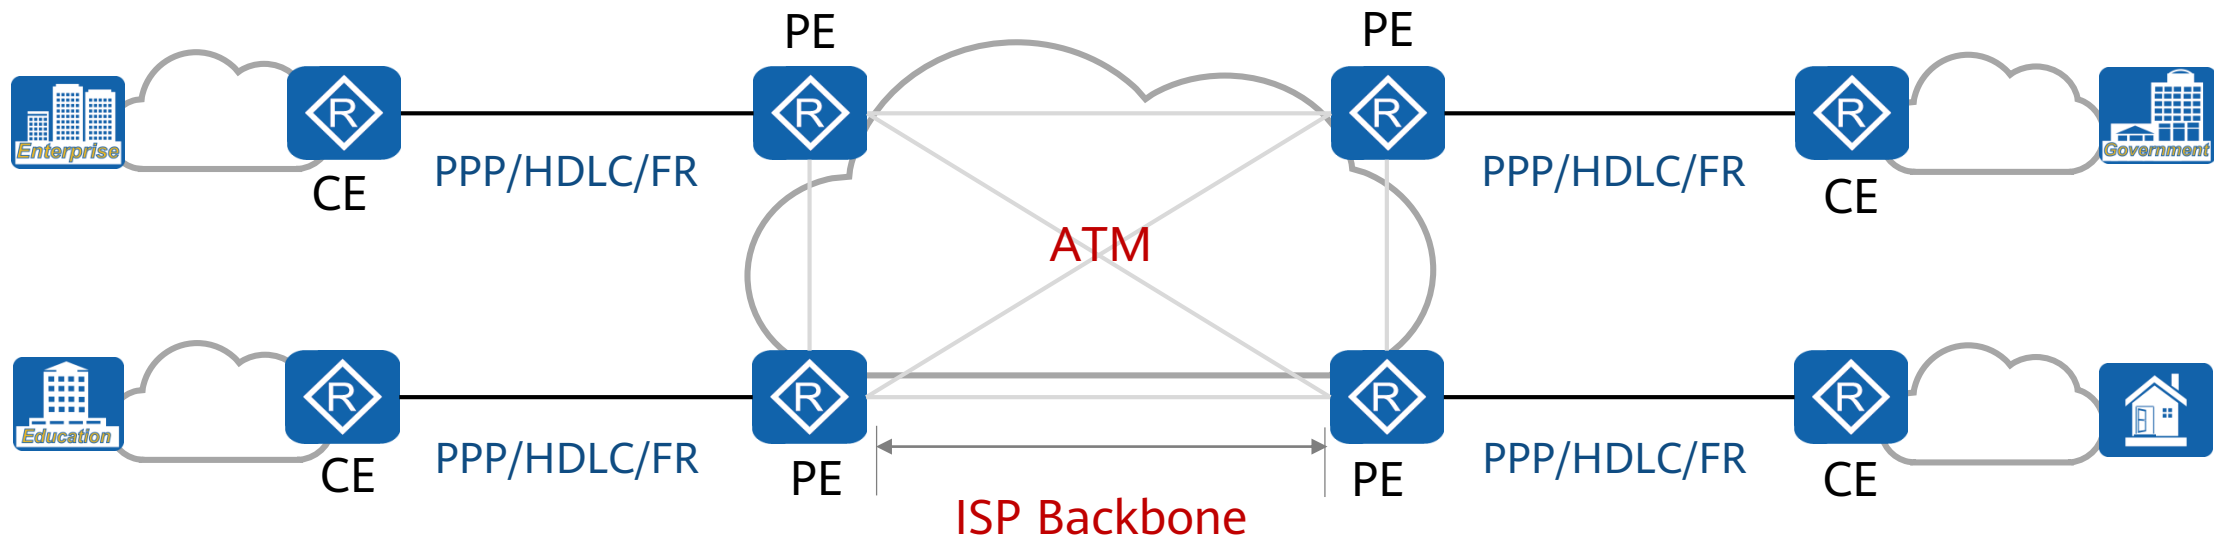 PE
PE
R
R
R
R
Enterprise
Government
PPP/HDLC/FR
PPP/HDLC/FR
CE
CE
ATM
R
R
R
R
Education
PPP/HDLC/FR
PPP/HDLC/FR
CE
PE
PE
CE
ISP Backbone